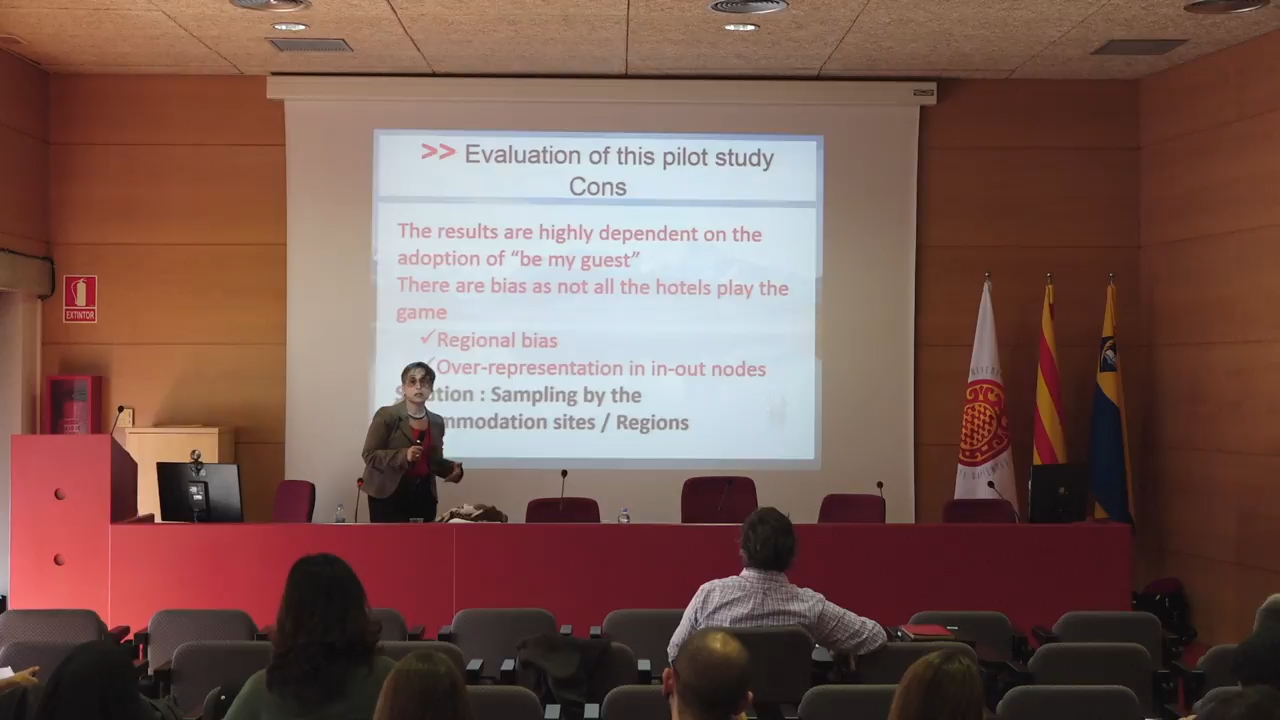 >> Evaluation of this pilot study
Cons
The results are highly dependent on the
adoption of “be my guest”
There are bias as not all the hotels play the
game
✓Regional bias
✓Over-representation in in-out nodes
: Sampling by the
sites / Regions
EXTINTOR